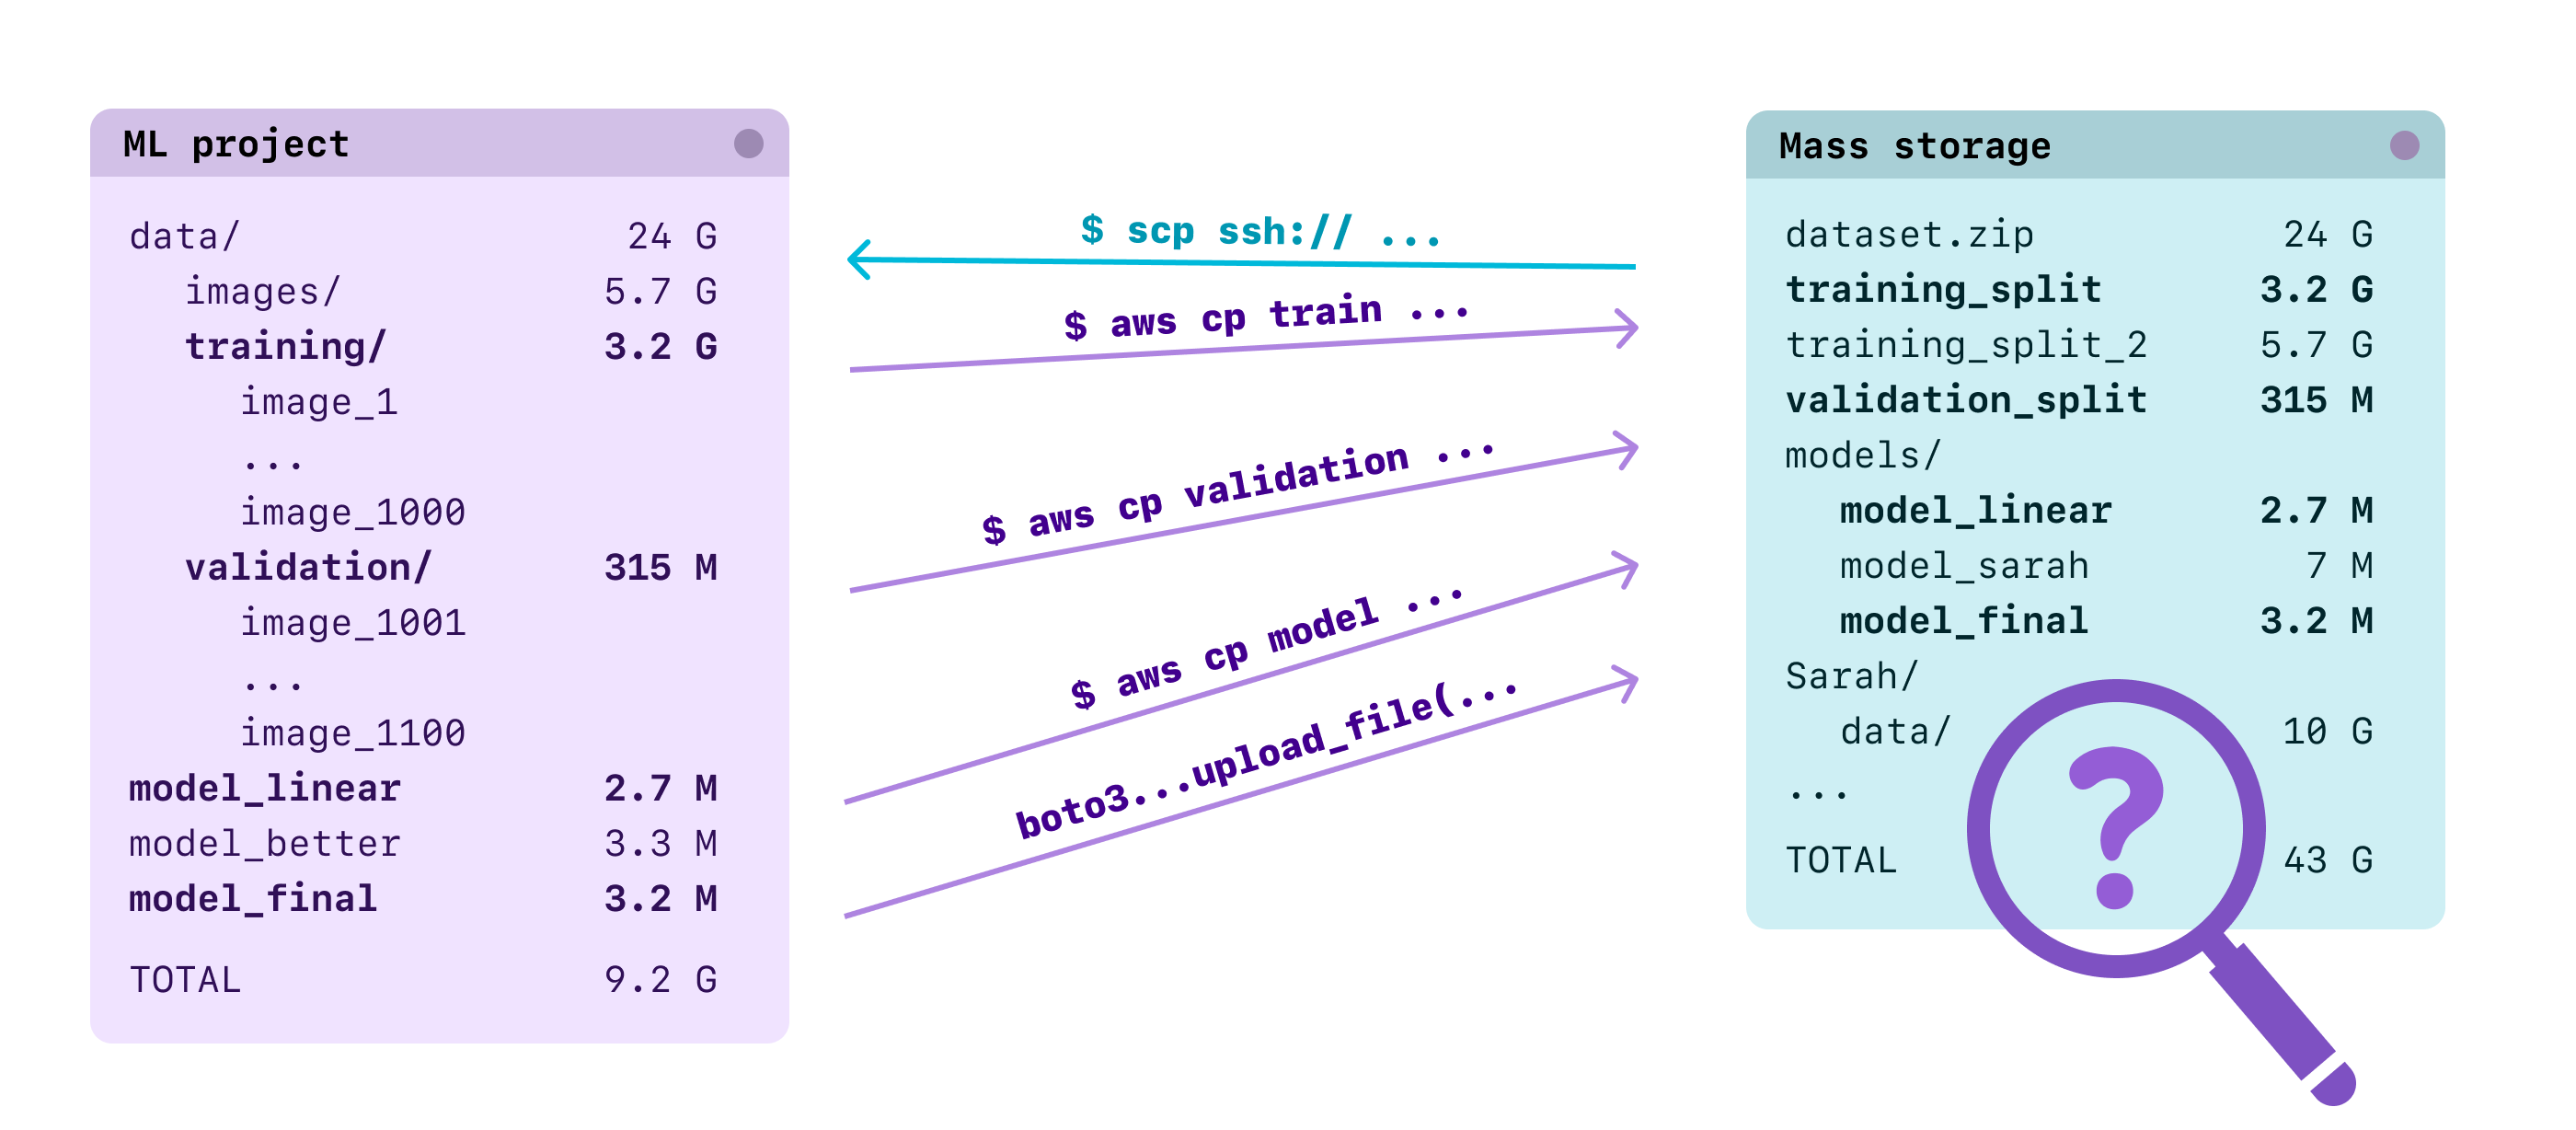 ML project
data/ 24 G
images/ 5.7 G
training/ 3.2 G
image_1
...
image_1000
validation/ 315 M
image_1001
...
image_1100
model_linear 2.7 M
model_better 3.3 M
model_final 3.2 M
TOTAL 9.2 G
$ scp ssh:// ...
$ aws cp train ...
$ aws cp validation ...
$ aws cp model ...
boto3...upload_file(...
Mass storage
dataset.zip 24 G
training_split 3.2 G
training_split_2 5.7 G
validation_split 315 M
models/
model_linear 2.7 M
model_sarah 7 M
model_final 3.2 M
Sarah/
data/ 10 G
...
TOTAL 43 G
?